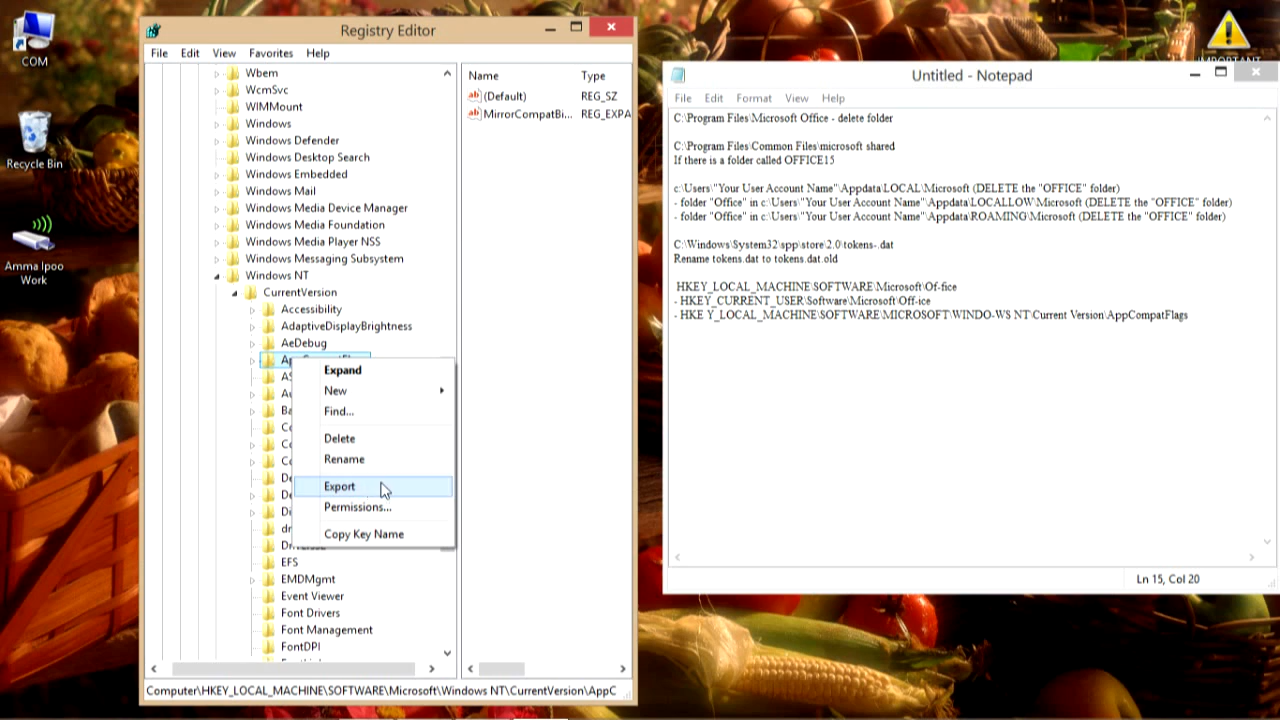 COM
Recycle Bin
Amma Ipoo
Work
Registry Editor
File Edit View Favorites Help
Wbem
WcmSvc
WIMMount
Windows
Windows Defender
Windows Desktop Search
Windows Embedded
Windows Mail
Windows Media Device Manager
Windows Media Foundation
Windows Media Player NSS
Windows Messaging Subsystem
Windows NT
CurrentVersion
Accessibility
AdaptiveDisplayBrightness
AeDebug
Expand
New
Find...
Delete
Rename
Export
Permissions...
Copy Key Name
EFS
EMDMgmt
Event Viewer
Font Drivers
Font Management
FontDPI
Name Type
(Default) REG_SZ
MirrorCompatBi... REG_EXPA
Computer\HKEY_LOCAL_MACHINE\SOFTWARE\Microsoft\Windows NT\CurrentVersion\AppC
Untitled - Notepad
File Edit Format View Help
C:\Program Files\Microsoft Office - delete folder
C:\Program Files\Common Files\microsoft shared
If there is a folder called OFFICE15
c:\Users\"Your User Account Name"\Appdata\LOCAL\Microsoft (DELETE the "OFFICE" folder)
- folder "Office" in c:\Users\"Your User Account Name"\Appdata\LOCALLOW\Microsoft (DELETE the "OFFICE" folder)
- folder "Office" in c:\Users\"Your User Account Name"\Appdata\ROAMING\Microsoft (DELETE the "OFFICE" folder)
C:\Windows\System32\spp\store\2.0\tokens-.dat
Rename tokens.dat to tokens.dat.old
HKEY_LOCAL_MACHINE\SOFTWARE\Microsoft\Of-fice
- HKEY_CURRENT_USER\Software\Microsoft\Off-ice
- HKE Y_LOCAL_MACHINE\SOFTWARE\MICROSOFT\WINDO-WS NT\Current Version\AppCompatFlags
Ln 15, Col 20